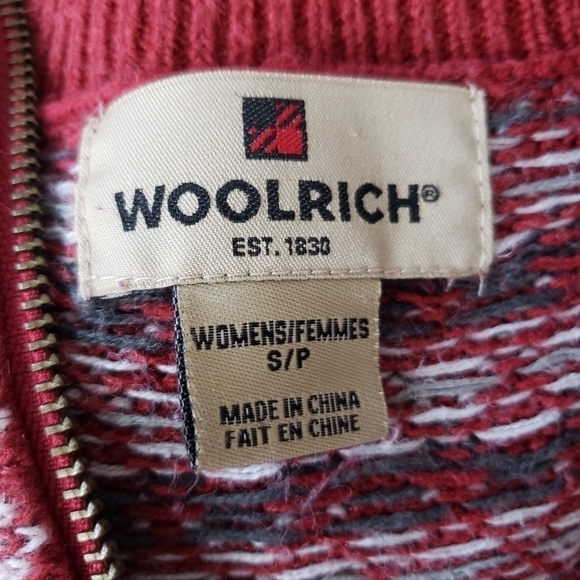 WOOLRICH®
EST. 1830
WOMENS/FEMMES
S/P
MADE IN CHINA
FAIT EN CHINE